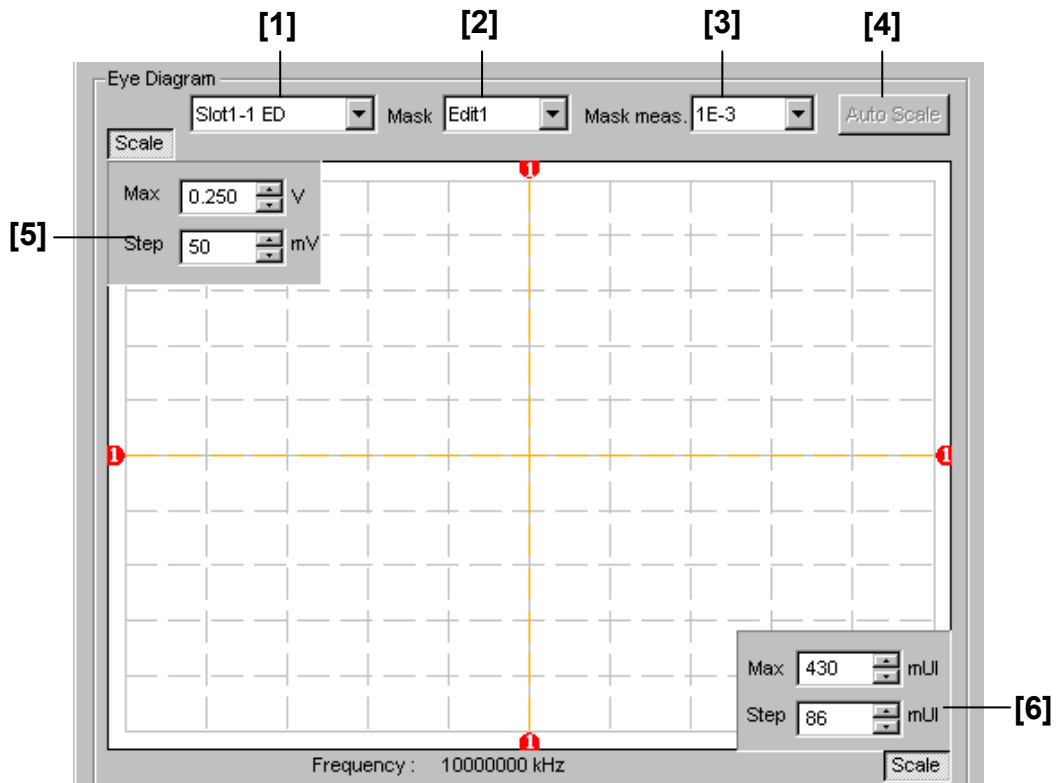 [1] [2] [3] [4]
Eye Diagram
Slot1-1 ED Mask Edit1 Mask meas. 1E-3 Auto Scale
Scale
1
Max 0.250 V
[5] Step 50 mV
1 1
Max 430 mUI
Step 86 mUI [6]
1
Frequency : 10000000 kHz Scale